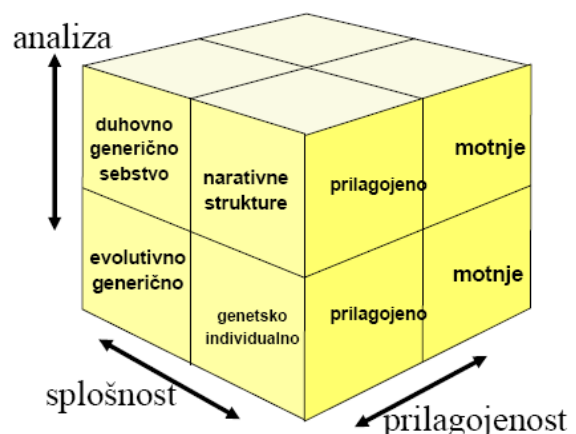 analiza
duhovno
generično
sebstvo
narativne
strukture
prilagojeno
motnje
evolutivno
generično
genetsko
individualno
prilagojeno
motnje
splošnost
prilagojenost